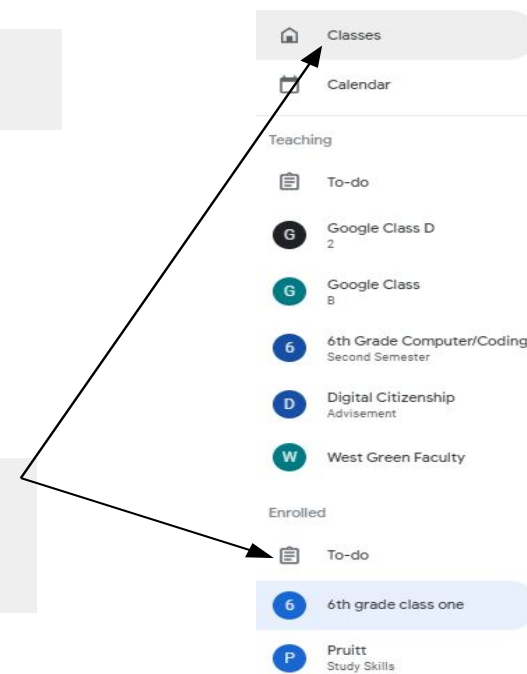 Classes
Calendar
Teaching
To-do
G Google Class D
2
G Google Class
B
6 6th Grade Computer/Coding
Second Semester
D Digital Citizenship
Advisement
W West Green Faculty
Enrolled
To-do
6 6th grade class one
P Pruitt
Study Skills